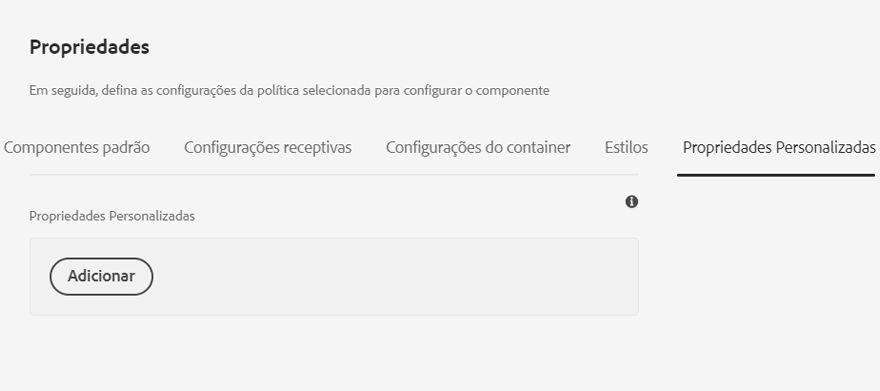 Propriedades
Em seguida, defina as configurações da política selecionada para configurar o componente
Componentes padrão Configurações receptivas Configurações do container Estilos Propriedades Personalizadas
Propriedades Personalizadas
Adicionar